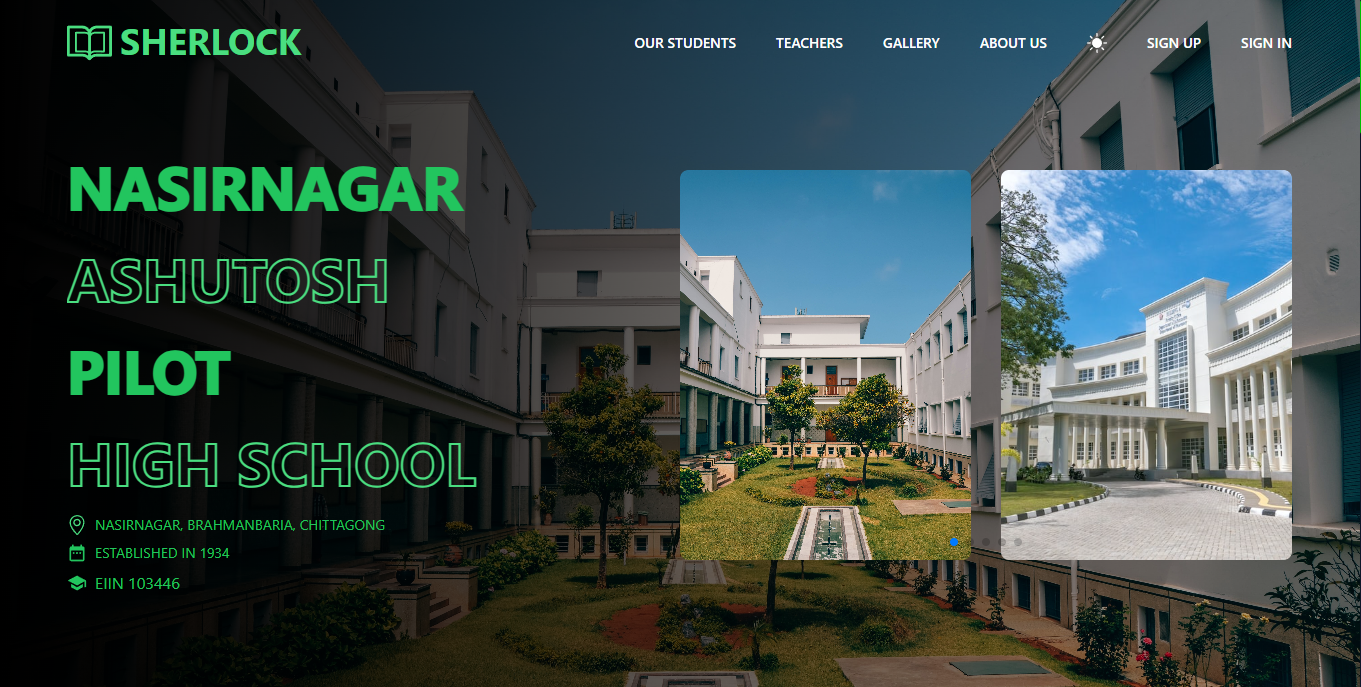 SHERLOCK
OUR STUDENTS
TEACHERS
GALLERY
ABOUT US
SIGN UP
SIGN IN
NASIRNAGAR
ASHUTOSH
PILOT
HIGH SCHOOL
NASIRNAGAR, BRAHMANBARIA, CHITTAGONG
ESTABLISHED IN 1934
EIIN 103446